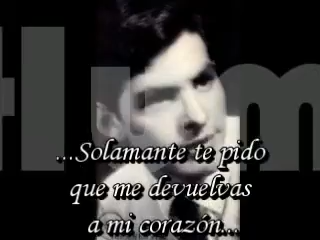 ...Solamante te pido
que me devuelvas
a mi corazón...